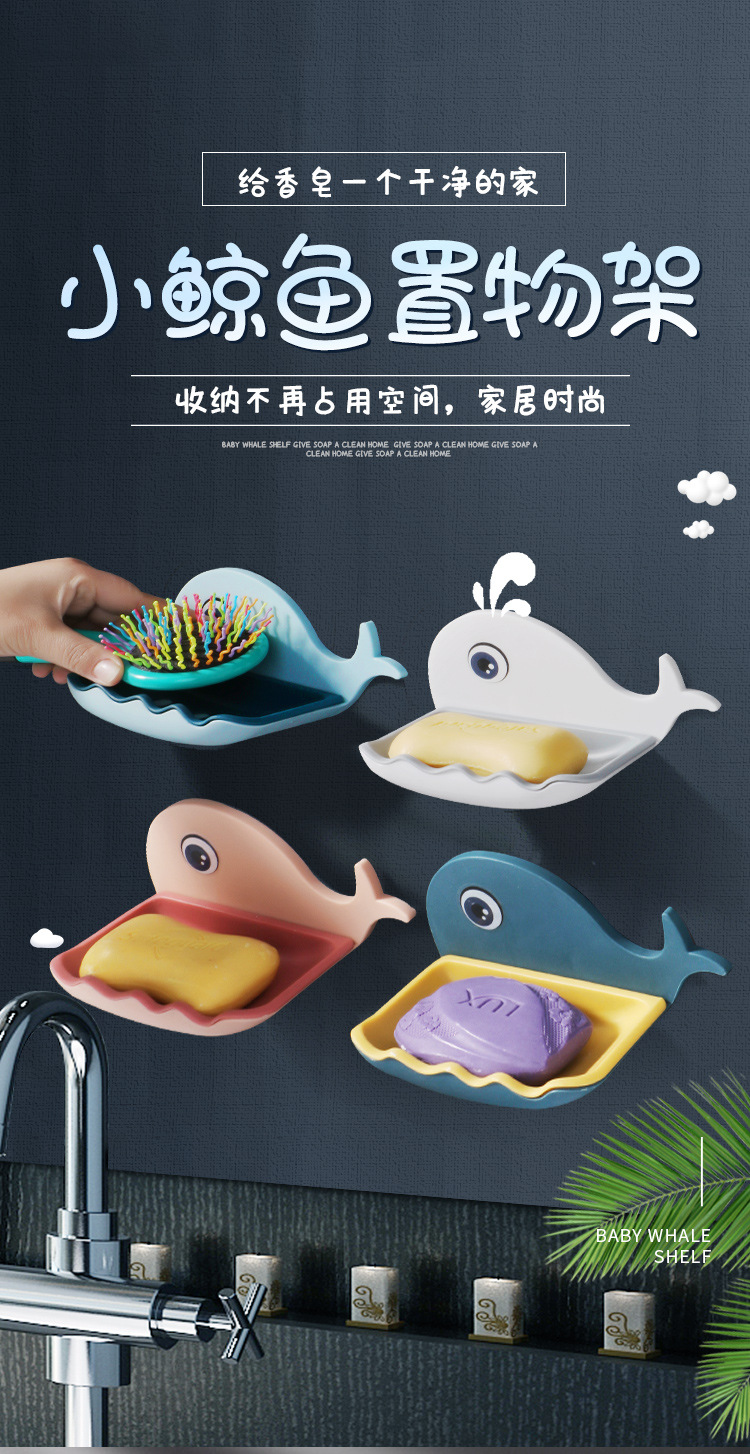 给香皂一个干净的家
小鲸鱼置物架
收纳不再占用空间，家居时尚
BABY WHALE SHELF GIVE SOAP A CLEAN HOME GIVE SOAP A CLEAN HOME GIVE SOAP A
CLEAN HOME GIVE SOAP A CLEAN HOME
LUX
BABY WHALE
SHELF